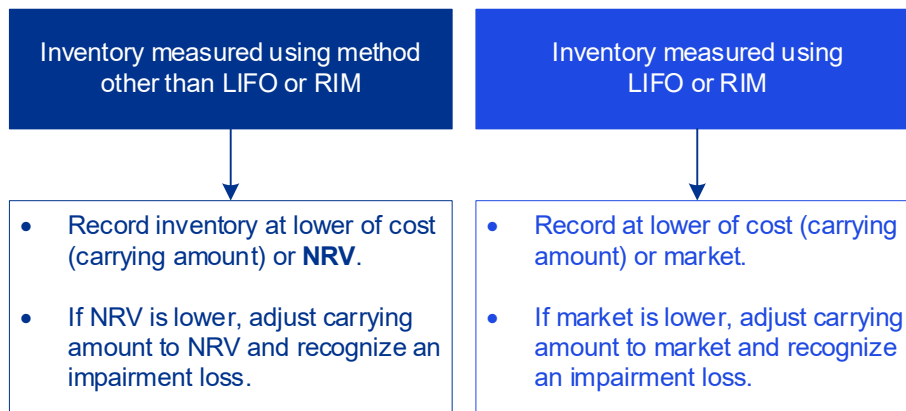 Inventory measured using method
other than LIFO or RIM
Inventory measured using
LIFO or RIM
• Record inventory at lower of cost
(carrying amount) or NRV.
• If NRV is lower, adjust carrying
amount to NRV and recognize an
impairment loss.
• Record at lower of cost (carrying
amount) or market.
• If market is lower, adjust carrying
amount to market and recognize
an impairment loss.